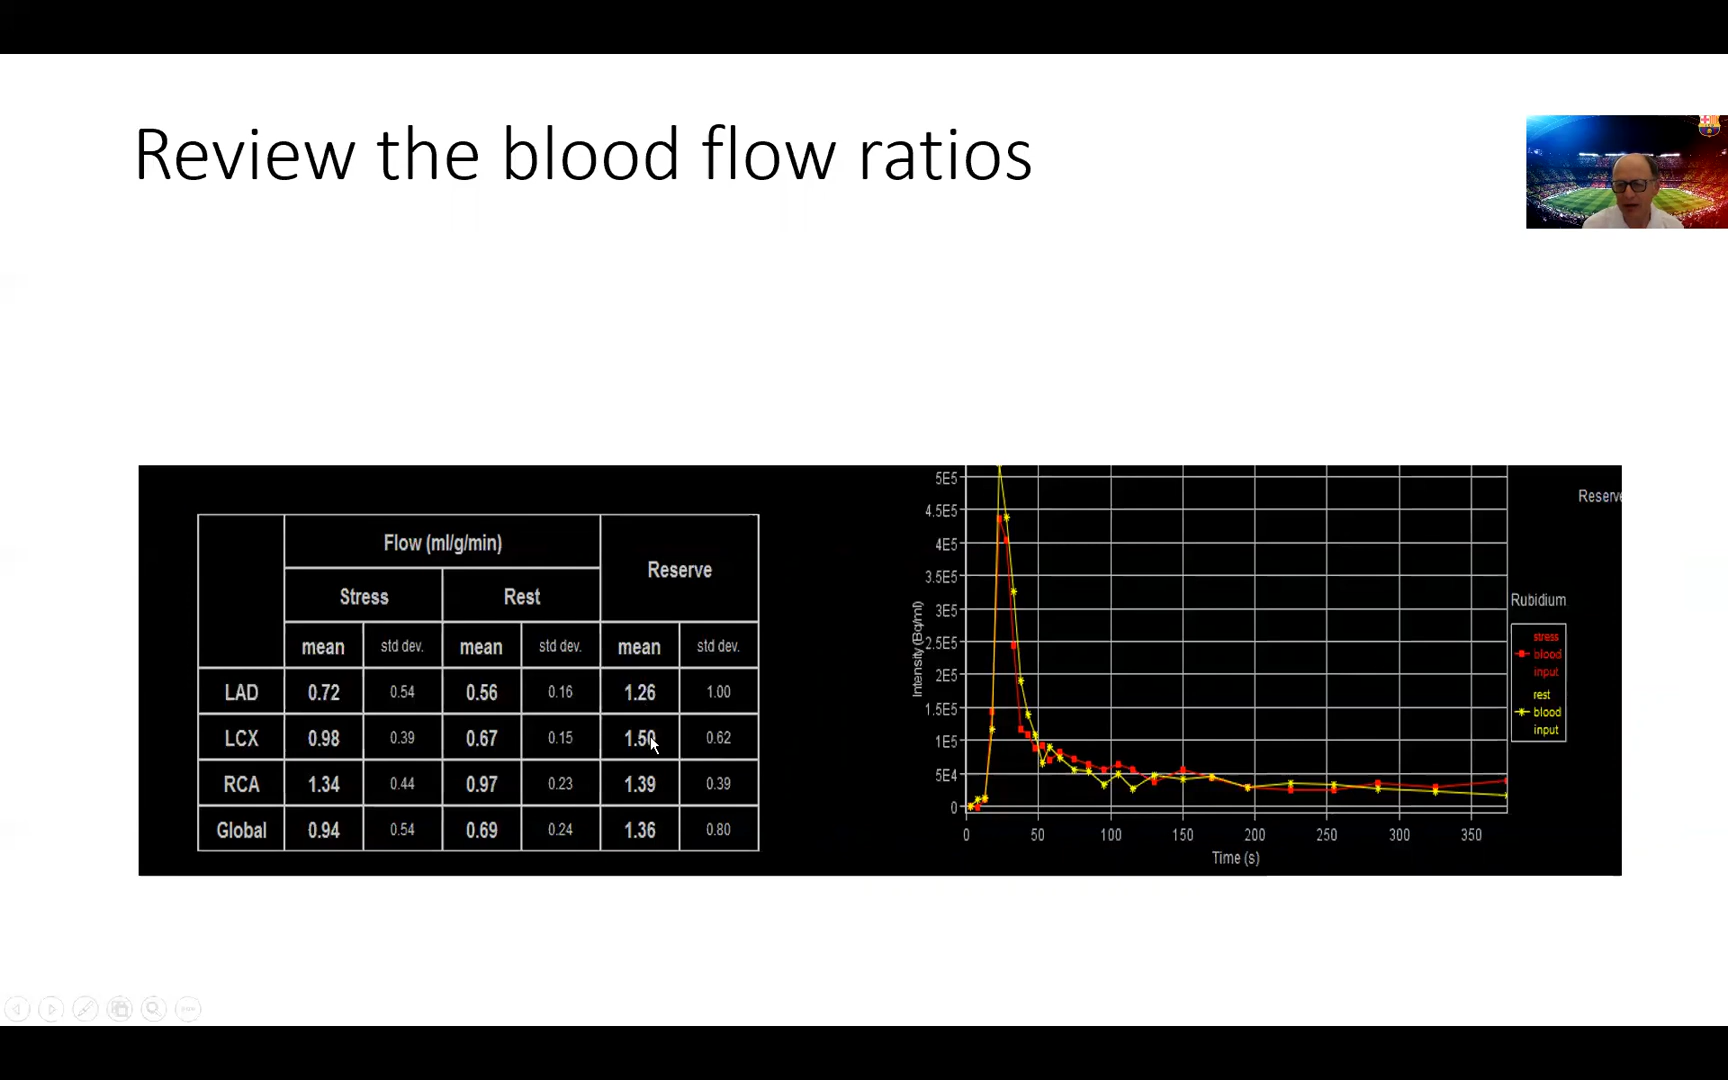 Review the blood flow ratios
Flow (ml/g/min)
Reserve
Stress
Rest
mean
std dev.
mean
std dev.
mean
std dev.
LAD
0.72
0.54
0.56
0.16
1.26
1.00
LCX
0.98
0.39
0.67
0.15
1.50
0.62
RCA
1.34
0.44
0.97
0.23
1.39
0.39
Global
0.94
0.54
0.69
0.24
1.36
0.80
Intensity (Bq/ml)
5E5
4.5E5
4E5
3.5E5
3E5
2.5E5
2E5
1.5E5
1E5
5E4
0
0
50
100
150
200
250
300
350
Time (s)
Reserve
Rubidium
stress
blood
input
rest
blood
input